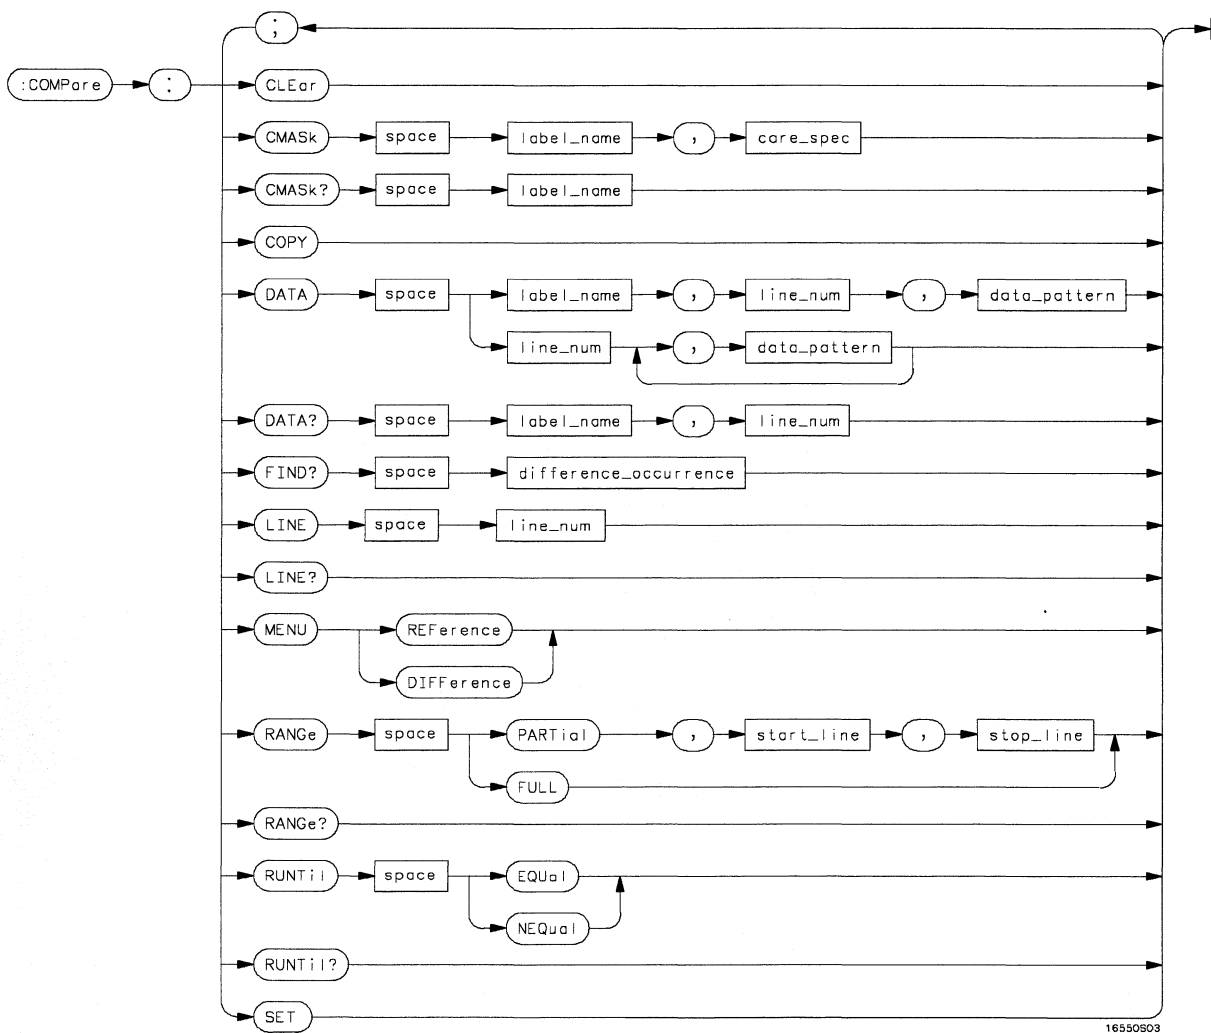 ;
:COMPare : CLEar
CMASk space label_name , care_spec
CMASk? space label_name
COPY
DATA space label_name , line_num , data_pattern
line_num , data_pattern
DATA? space label_name , line_num
FIND? space difference_occurrence
LINE space line_num
LINE?
MENU REFerence
DIFFerence
RANGe space PARTial , start_line , stop_line
FULL
RANGe?
RUNTil space EQUal
NEQual
RUNTil?
SET
16550S03